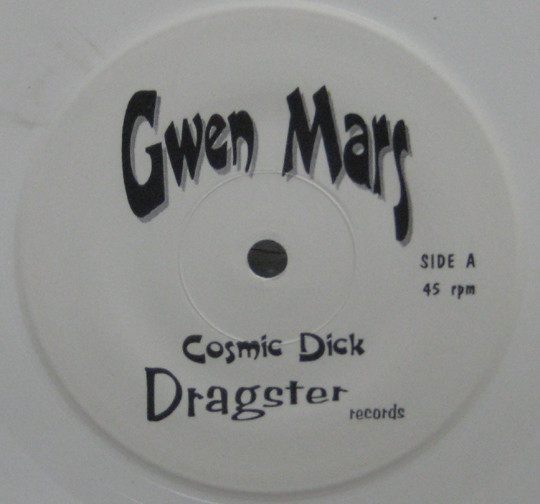 Gwen Mars
SIDE A
45 rpm
Cosmic Dick
Dragster records